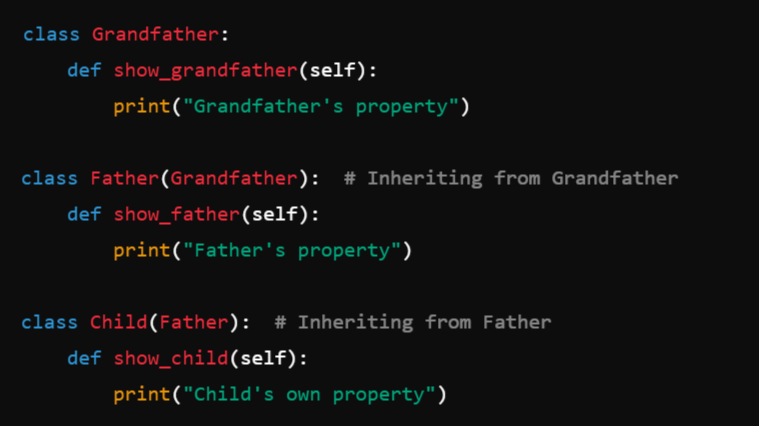 class Grandfather:
    def show_grandfather(self):
        print("Grandfather's property")
class Father(Grandfather):  # Inheriting from Grandfather
    def show_father(self):
        print("Father's property")
class Child(Father):  # Inheriting from Father
    def show_child(self):
        print("Child's own property")